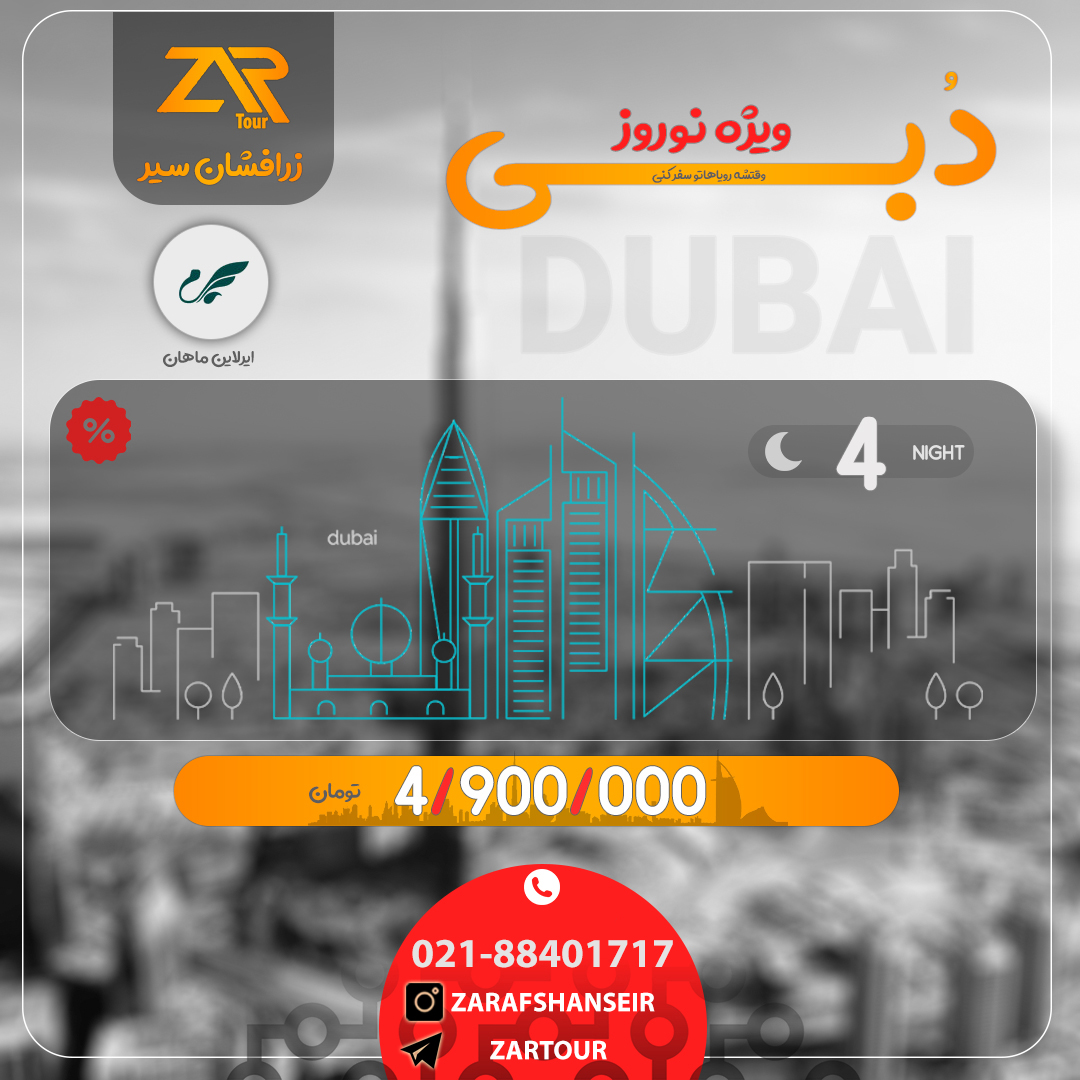 ZAR
Tour
زرافشان سیر
دُبی
ویژه نوروز
وقتشه رویاهاتو سفر کنی
DUBAI
ایرلاین ماهان
%
4 NIGHT
dubai
4/900/000 تومان
021-88401717
ZARAFSHANSEIR
ZARTOUR